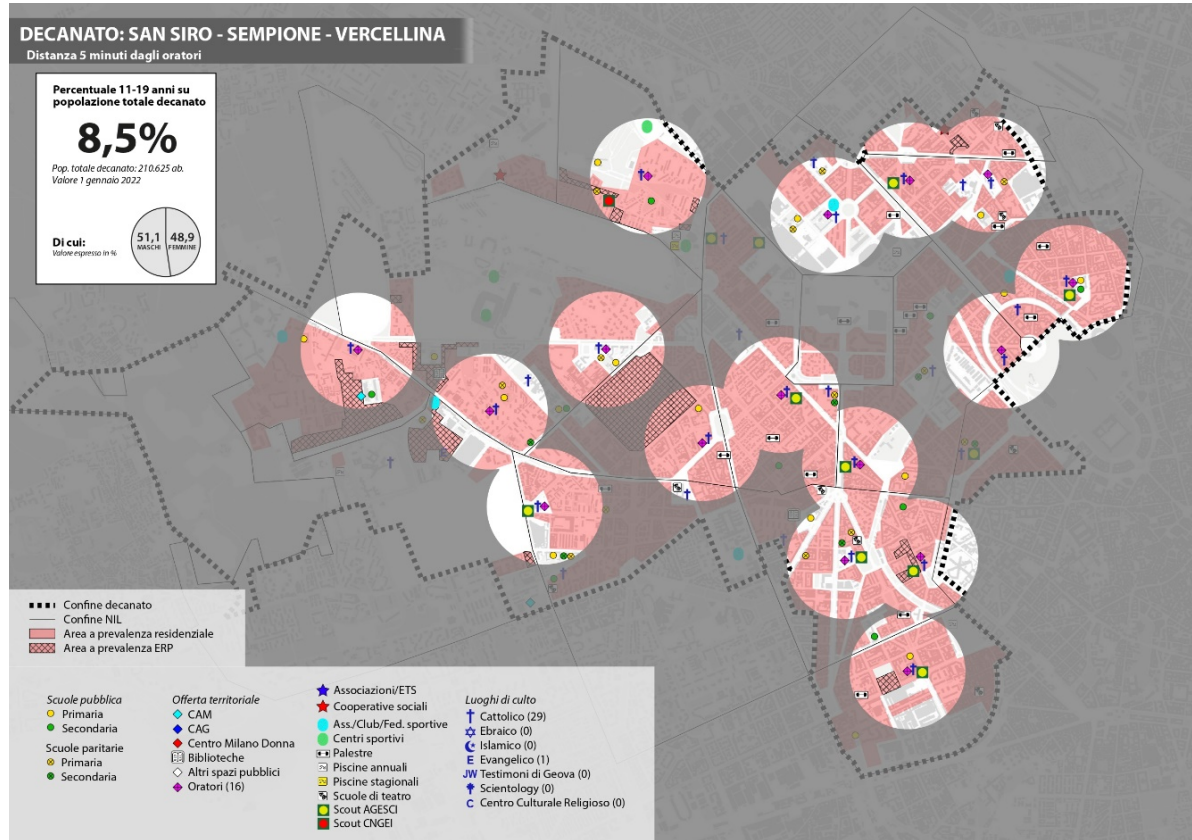 DECANATO: SAN SIRO - SEMPIONE - VERCELLINA
Distanza 5 minuti dagli oratori
Percentuale 11-19 anni su
popolazione totale decanato
8,5%
Pop. totale decanato: 210.625 ab.
Valore 1 gennaio 2022
Di cui:
Valore espresso in %
51,1
MASCHI
48,9
FEMMINE
Confine decanato
Confine NIL
Area a prevalenza residenziale
Area a prevalenza ERP
Scuole pubblica
Primaria
Secondaria
Scuole paritarie
Primaria
Secondaria
Offerta territoriale
CAM
CAG
Centro Milano Donna
Biblioteche
Altri spazi pubblici
Oratori (16)
Associazioni/ETS
Cooperative sociali
Ass./Club/Fed. sportive
Centri sportivi
Palestre
Piscine annuali
Piscine stagionali
Scuole di teatro
Scout AGESCI
Scout CNGEI
Luoghi di culto
Cattolico (29)
Ebraico (0)
Islamico (0)
E Evangelico (1)
JW Testimoni di Geova (0)
Scientology (0)
C Centro Culturale Religioso (0)